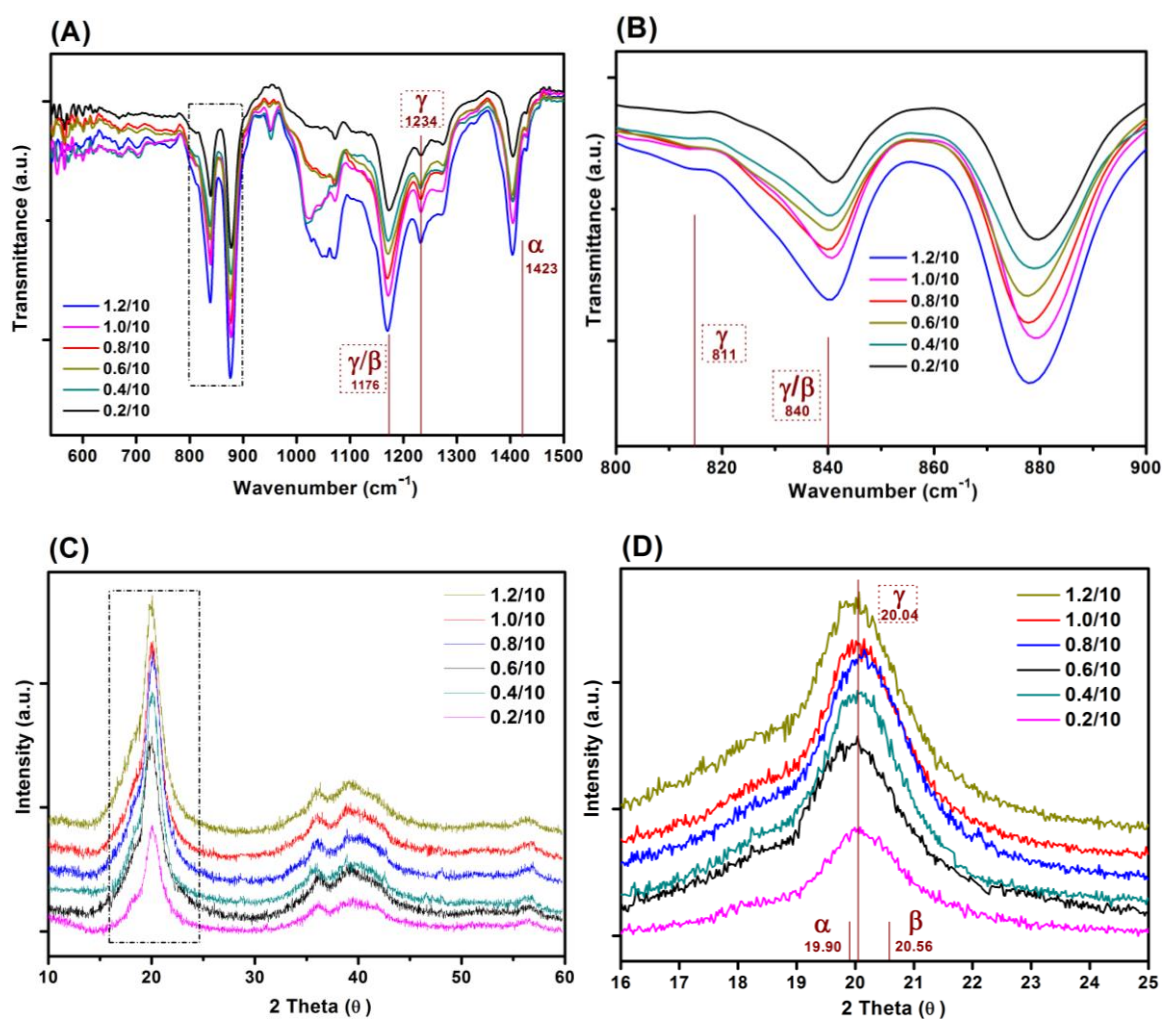 (A)
Transmittance (a.u.)
γ
1234
α
1423
γ/β
1176
1.2/10
1.0/10
0.8/10
0.6/10
0.4/10
0.2/10
600 700 800 900 1000 1100 1200 1300 1400 1500
Wavenumber (cm⁻¹)
(B)
Transmittance (a.u.)
γ
811
γ/β
840
1.2/10
1.0/10
0.8/10
0.6/10
0.4/10
0.2/10
800 820 840 860 880 900
Wavenumber (cm⁻¹)
(C)
Intensity (a.u.)
1.2/10
1.0/10
0.8/10
0.6/10
0.4/10
0.2/10
10 20 30 40 50 60
2 Theta (θ)
(D)
Intensity (a.u.)
γ
20.04
1.2/10
1.0/10
0.8/10
0.6/10
0.4/10
0.2/10
α
19.90
β
20.56
16 17 18 19 20 21 22 23 24 25
2 Theta (θ)